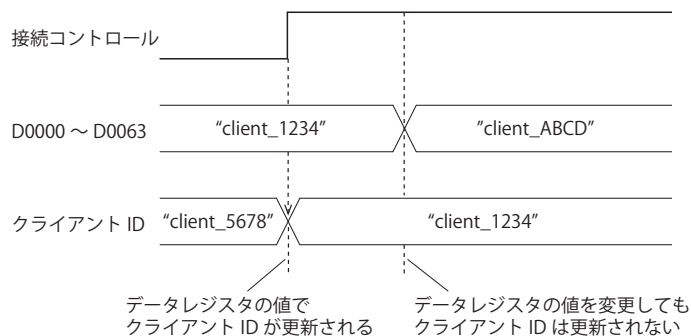 接続コントロール
D0000 ～ D0063
“client_1234”
”client_ABCD”
クライアント ID
“client_5678”
“client_1234”
データレジスタの値で
クライアント ID が更新される
データレジスタの値を変更しても
クライアント ID は更新されない